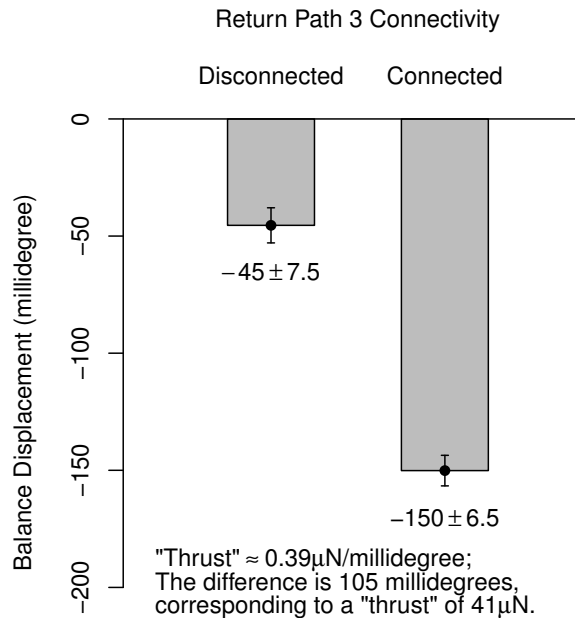 Return Path 3 Connectivity
Disconnected Connected
0
−50
−100
−150
−200
Balance Displacement (millidegree)
−45±7.5
−150±6.5
"Thrust" ≈ 0.39μN/millidegree;
The difference is 105 millidegrees,
corresponding to a "thrust" of 41μN.